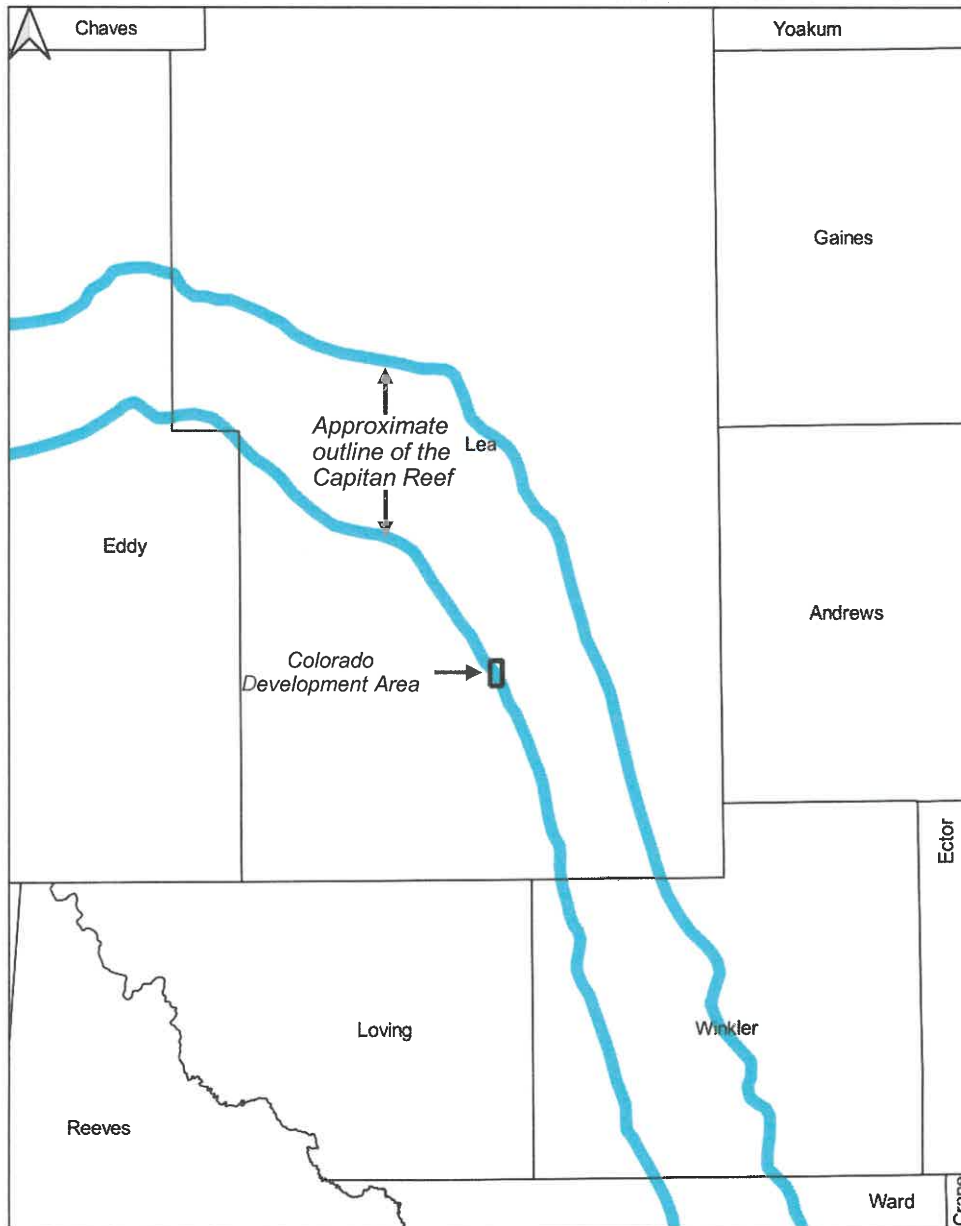 Chaves
Yoakum
Gaines
Approximate
outline of the
Capitan Reef
Lea
Eddy
Andrews
Colorado
Development Area
Ector
Loving
Winkler
Reeves
Ward